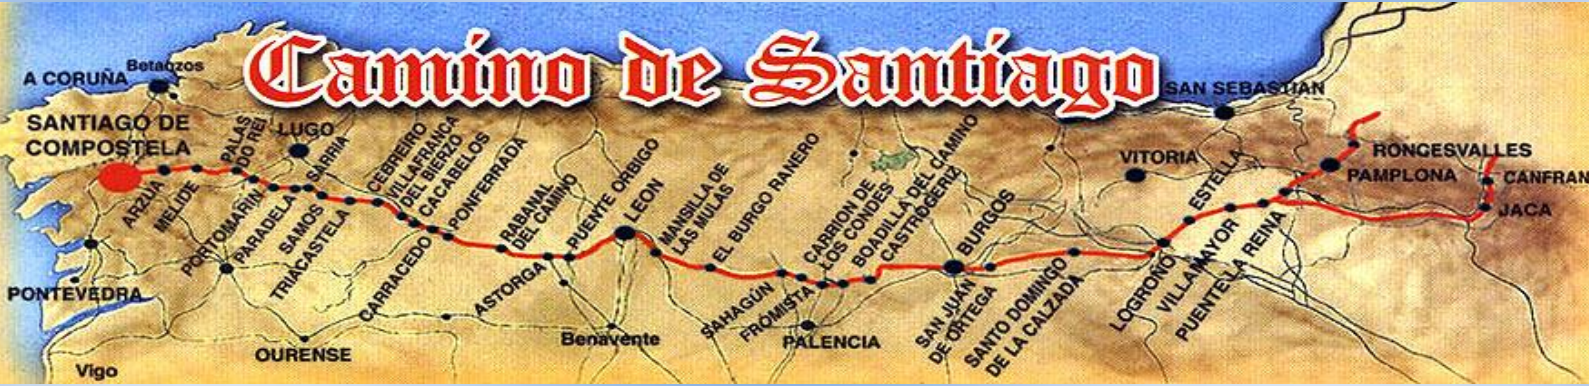 Camino de Santiago
A CORUÑA
Betanzos
SANTIAGO DE
COMPOSTELA
LUGO
SAN SEBASTIAN
VITORIA
RONCESVALLES
PAMPLONA
CANFRAN
JACA
ARZUA
MELIDE
PALAS
DO REI
PORTOMARIN
PARADELA
SARRIA
SAMOS
TRIACASTELA
CEBREIRO
VILLAFRANCA
DEL BIERZO
CACABELOS
CARRACEDO
PONFERRADA
RABANAL
DEL CAMINO
ASTORGA
PUENTE ORBIGO
LEON
MANSILLA DE
LAS MULAS
EL BURGO RANERO
SAHAGUN
CARRION DE
LOS CONDES
FROMISTA
BOADILLA DEL CAMINO
CASTROGERIZ
BURGOS
SAN JUAN
DE ORTEGA
SANTO DOMINGO
DE LA CALZADA
LOGROÑO
VILLAMAYOR
ESTELLA
PUENTE LA REINA
PONTEVEDRA
Vigo
OURENSE
Benavente
PALENCIA